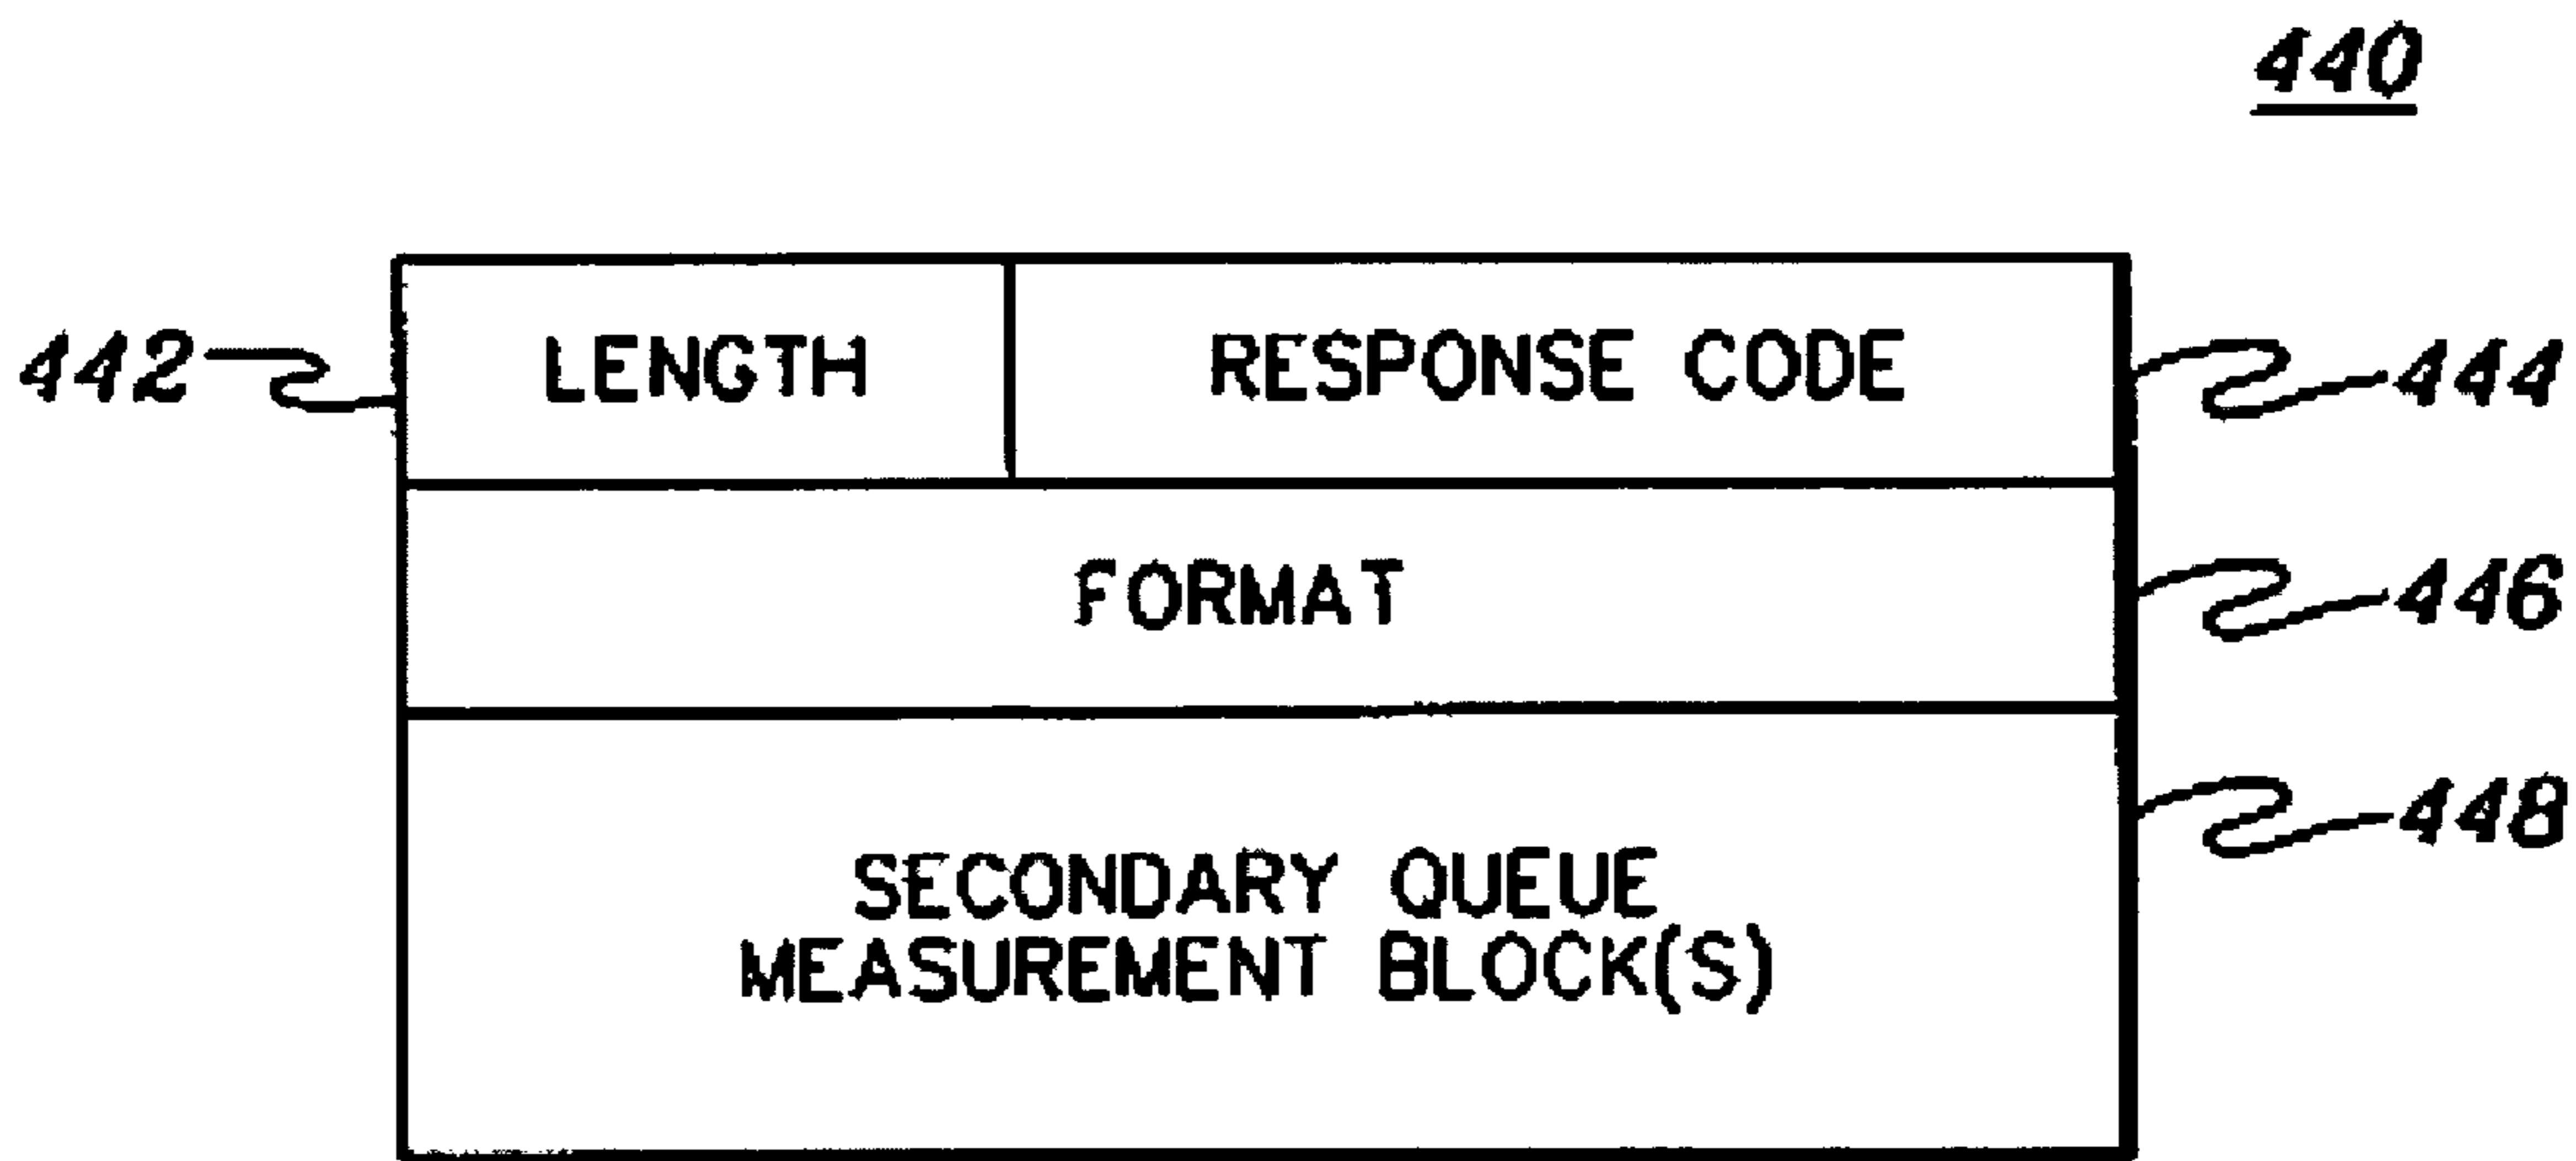 440
442 LENGTH RESPONSE CODE 444
FORMAT 446
448
SECONDARY QUEUE
MEASUREMENT BLOCK(S)